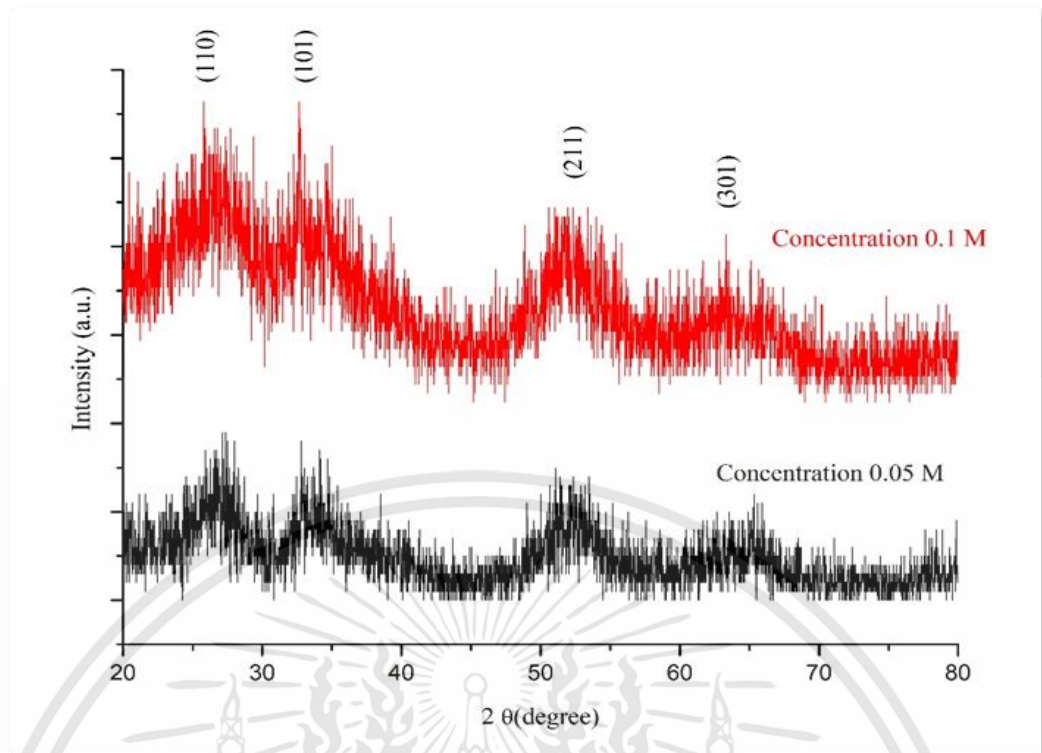 (110)
(101)
(211)
(301)
Concentration 0.1 M
Intensity (a.u.)
Concentration 0.05 M
20 30 40 50 60 70 80
2 θ(degree)